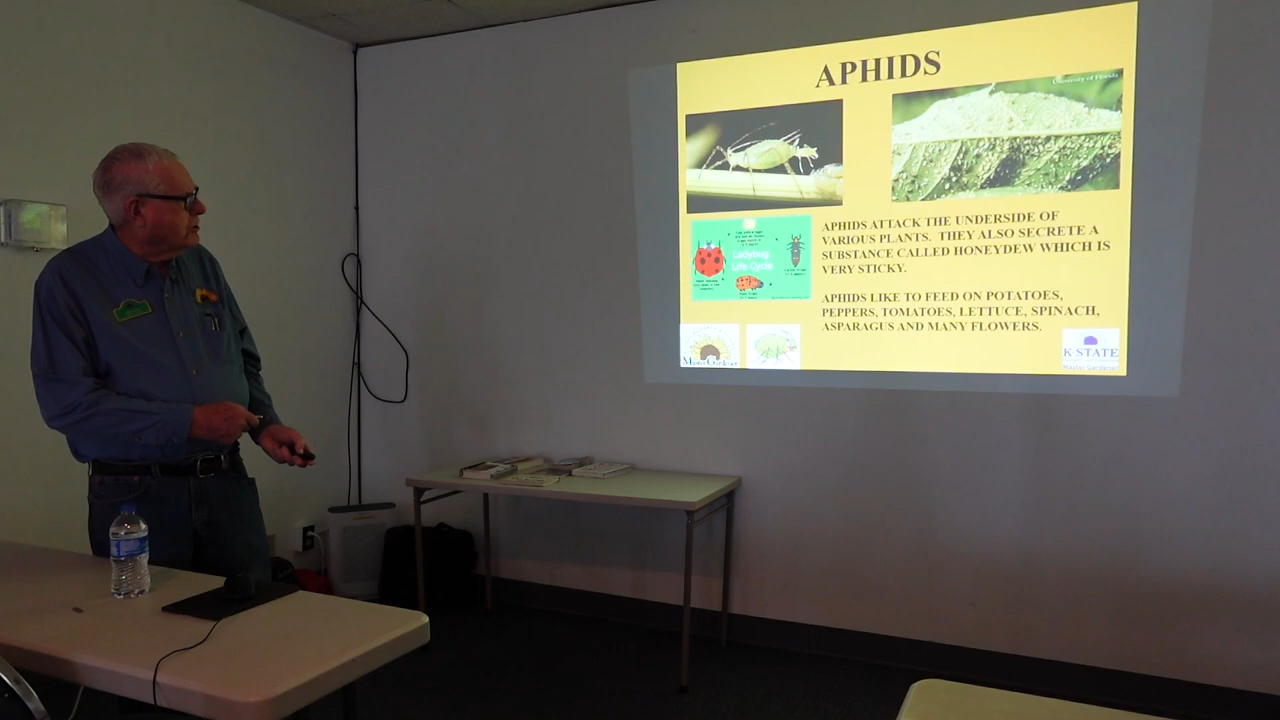 APHIDS
University of Florida
Ladybug
Life Cycle
APHIDS ATTACK THE UNDERSIDE OF
VARIOUS PLANTS. THEY ALSO SECRETE A
SUBSTANCE CALLED HONEYDEW WHICH IS
VERY STICKY.
APHIDS LIKE TO FEED ON POTATOES,
PEPPERS, TOMATOES, LETTUCE, SPINACH,
ASPARAGUS AND MANY FLOWERS.
Master Gardener
K-STATE
Master Gardener